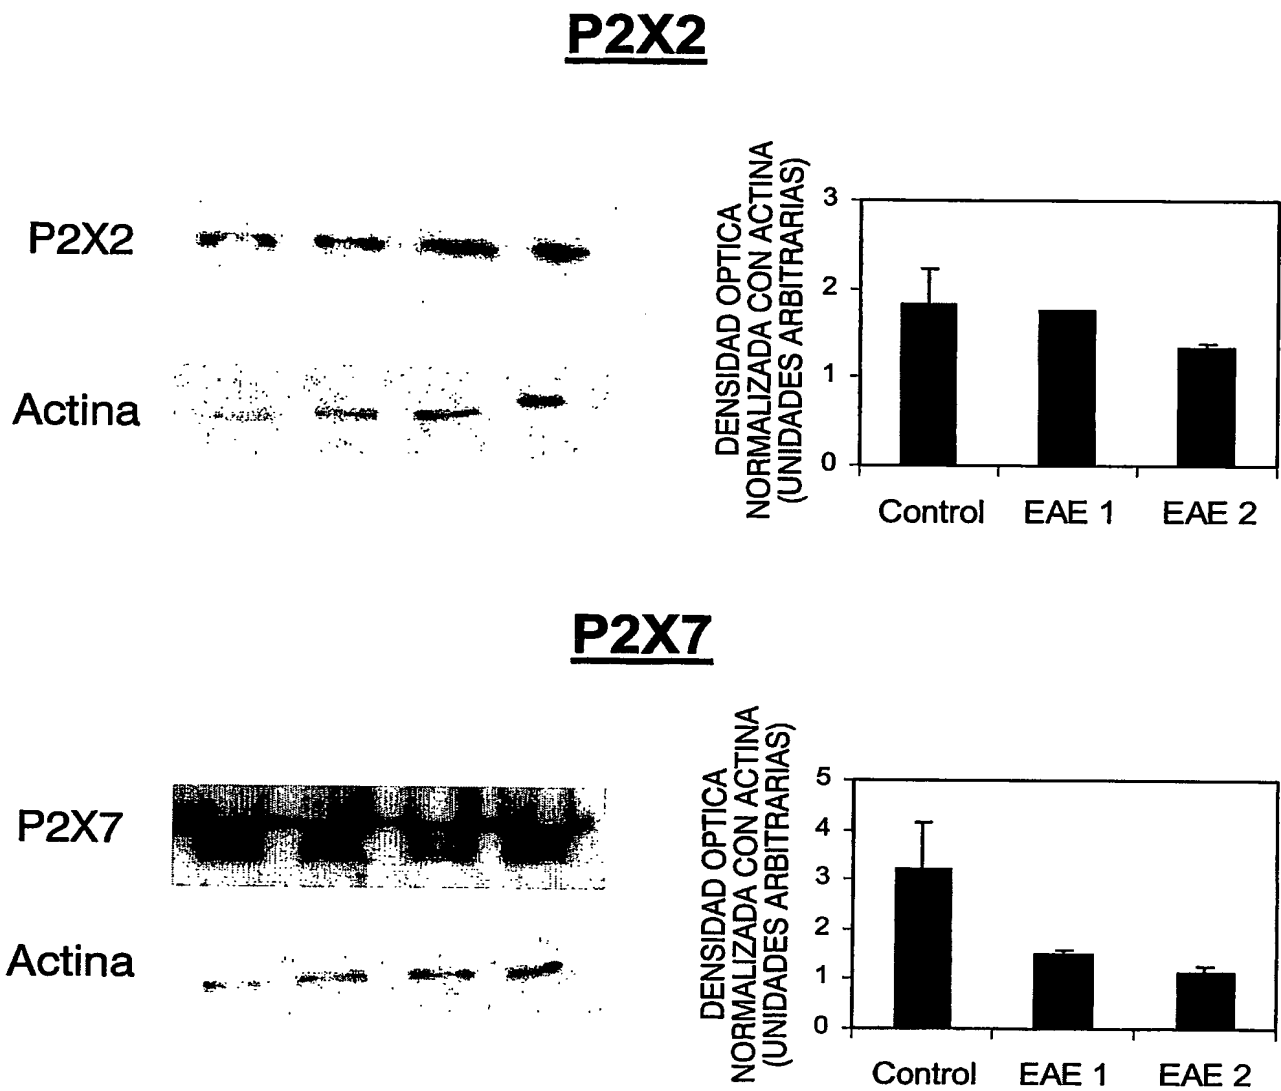 P2X2
P2X2
Actina
DENSIDAD OPTICA
NORMALIZADA CON ACTINA
(UNIDADES ARBITRARIAS)
3
2
1
0
Control EAE 1 EAE 2
P2X7
P2X7
Actina
DENSIDAD OPTICA
NORMALIZADA CON ACTINA
(UNIDADES ARBITRARIAS)
5
4
3
2
1
0
Control EAE 1 EAE 2